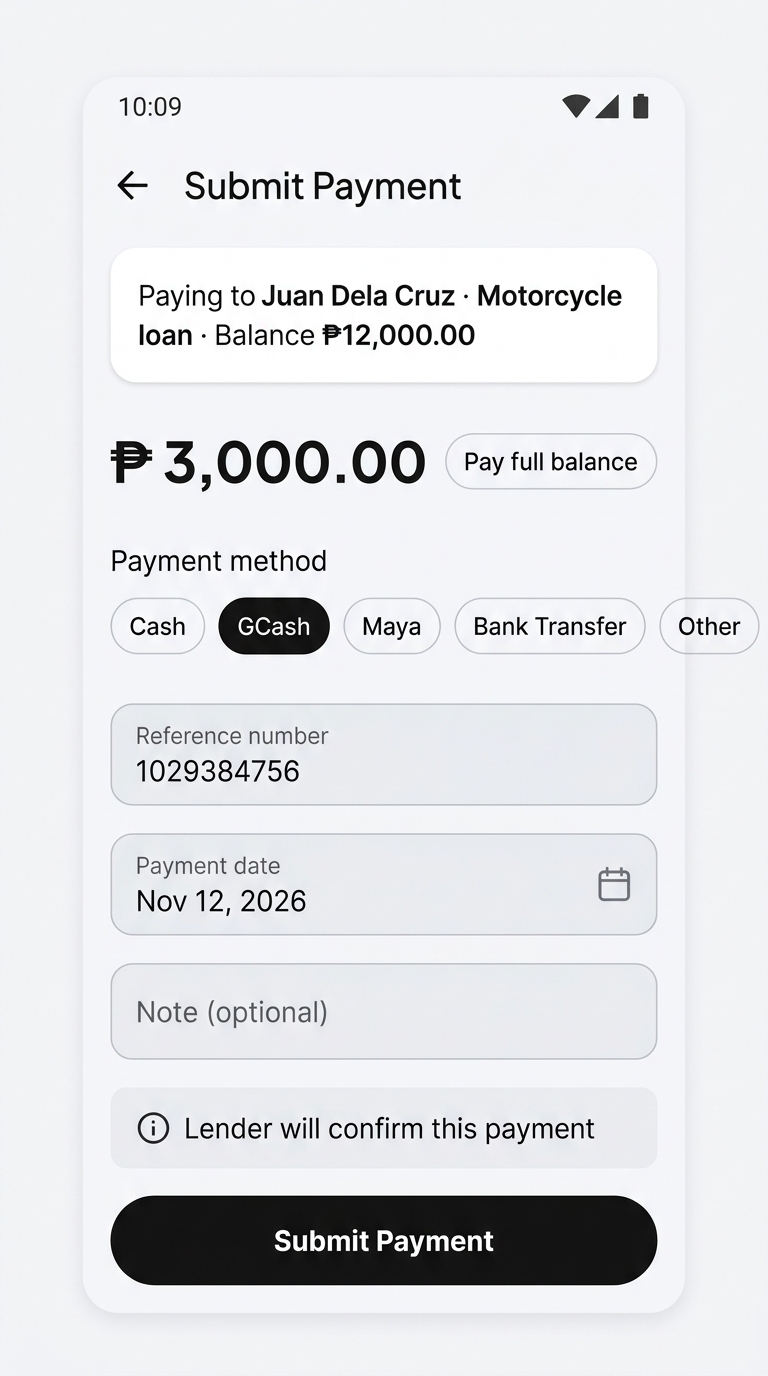 10:09
Submit Payment
Paying to Juan Dela Cruz · Motorcycle
loan · Balance ₱12,000.00
₱ 3,000.00
Pay full balance
Payment method
Cash
GCash
Maya
Bank Transfer
Other
Reference number
1029384756
Payment date
Nov 12, 2026
Note (optional)
Lender will confirm this payment
Submit Payment